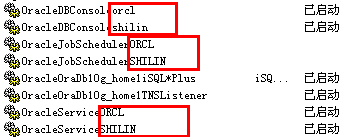 OracleDBConsoleorcl 已启动
OracleDBConsoleshilin 已启动
OracleJobSchedulerORCL
OracleJobSchedulerSHILIN
OracleOraDb10g_home1iSQL*Plus iSQ... 已启动
OracleOraDb10g_home1TNSListener 已启动
OracleServiceORCL 已启动
OracleServiceSHILIN 已启动